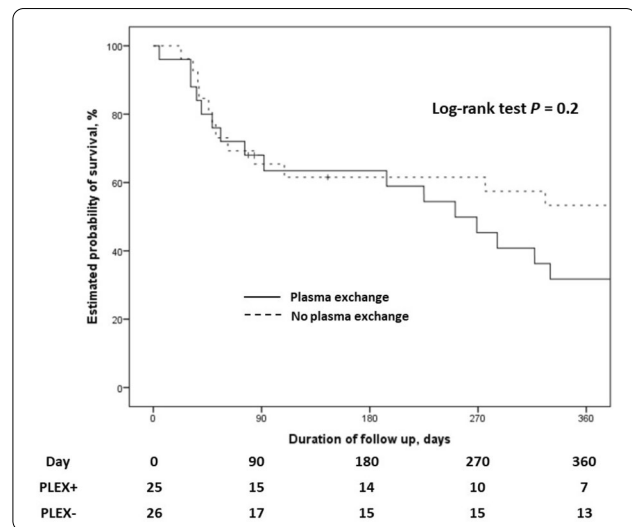 Estimated probability of survival, %
100
80
60
40
20
0
Log-rank test P = 0.2
Plasma exchange
No plasma exchange
0 90 180 270 360
Duration of follow up, days
Day 0 90 180 270 360
PLEX+ 25 15 14 10 7
PLEX- 26 17 15 15 13